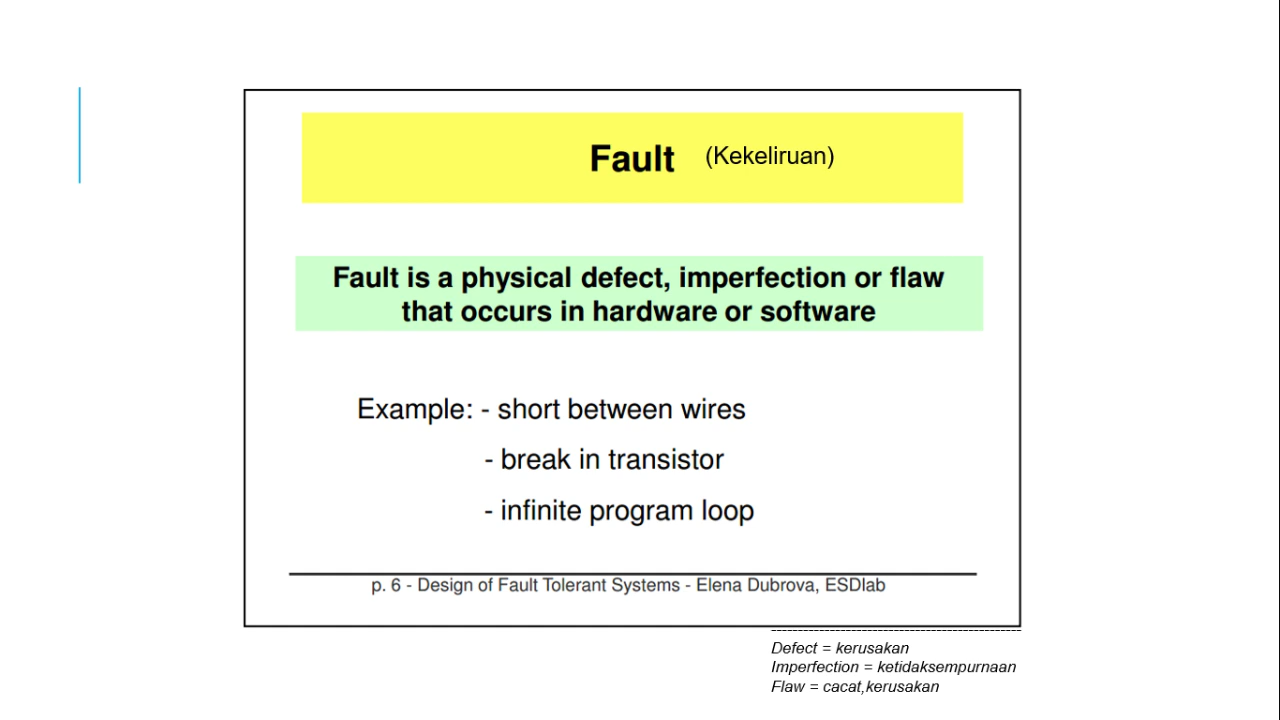 Fault (Kekeliruan)
Fault is a physical defect, imperfection or flaw
that occurs in hardware or software
Example: - short between wires
- break in transistor
- infinite program loop
p. 6 - Design of Fault Tolerant Systems - Elena Dubrova, ESDlab
------------------------------------------------
Defect = kerusakan
Imperfection = ketidaksempurnaan
Flaw = cacat,kerusakan